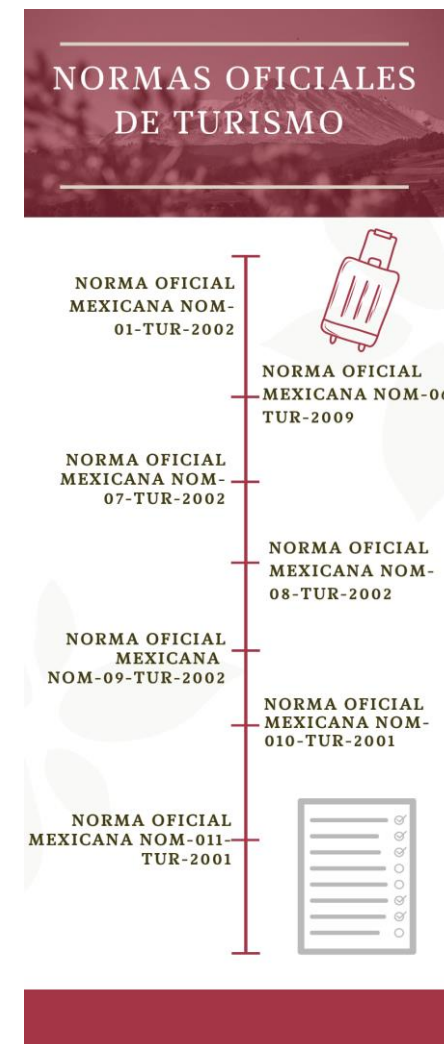 NORMAS OFICIALES
DE TURISMO
NORMA OFICIAL
MEXICANA NOM-
01-TUR-2002
NORMA OFICIAL
MEXICANA NOM-06
TUR-2009
NORMA OFICIAL
MEXICANA NOM-
07-TUR-2002
NORMA OFICIAL
MEXICANA NOM-
08-TUR-2002
NORMA OFICIAL
MEXICANA
NOM-09-TUR-2002
NORMA OFICIAL
MEXICANA NOM-
010-TUR-2001
NORMA OFICIAL
MEXICANA NOM-011-
TUR-2001